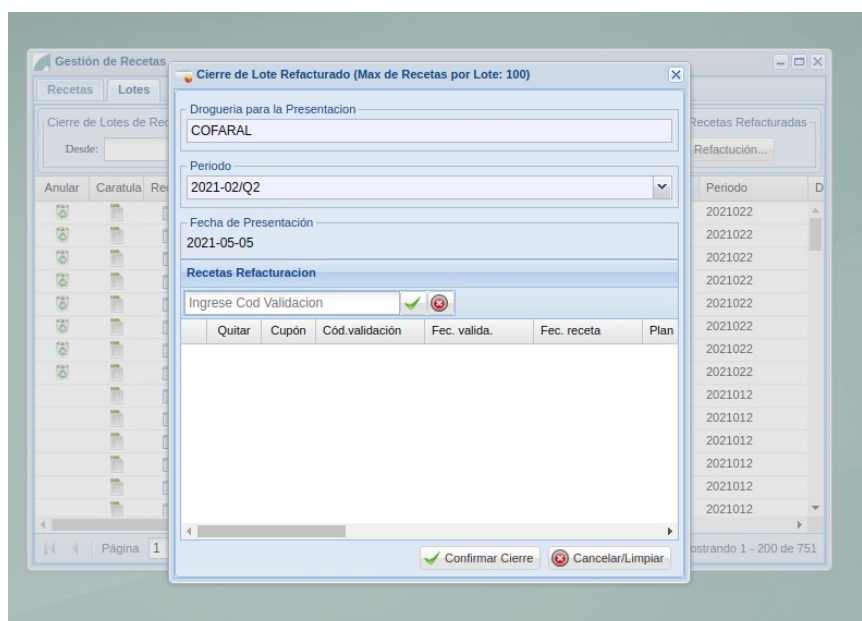 Gestión de Recetas
Recetas Lotes
Cierre de Lotes de Rec
Desde:
Recetas Refacturadas
Refactución...
Anular Caratula Rec Periodo D
2021022
2021022
2021022
2021022
2021022
2021022
2021022
2021022
2021012
2021012
2021012
2021012
2021012
2021012
Página 1
ostrando 1 - 200 de 751
Cierre de Lote Refacturado (Max de Recetas por Lote: 100)
Drogueria para la Presentacion
COFARAL
Periodo
2021-02/Q2
Fecha de Presentación
2021-05-05
Recetas Refacturacion
Ingrese Cod Validacion
Quitar Cupón Cód.validación Fec. valida. Fec. receta Plan
Confirmar Cierre Cancelar/Limpiar